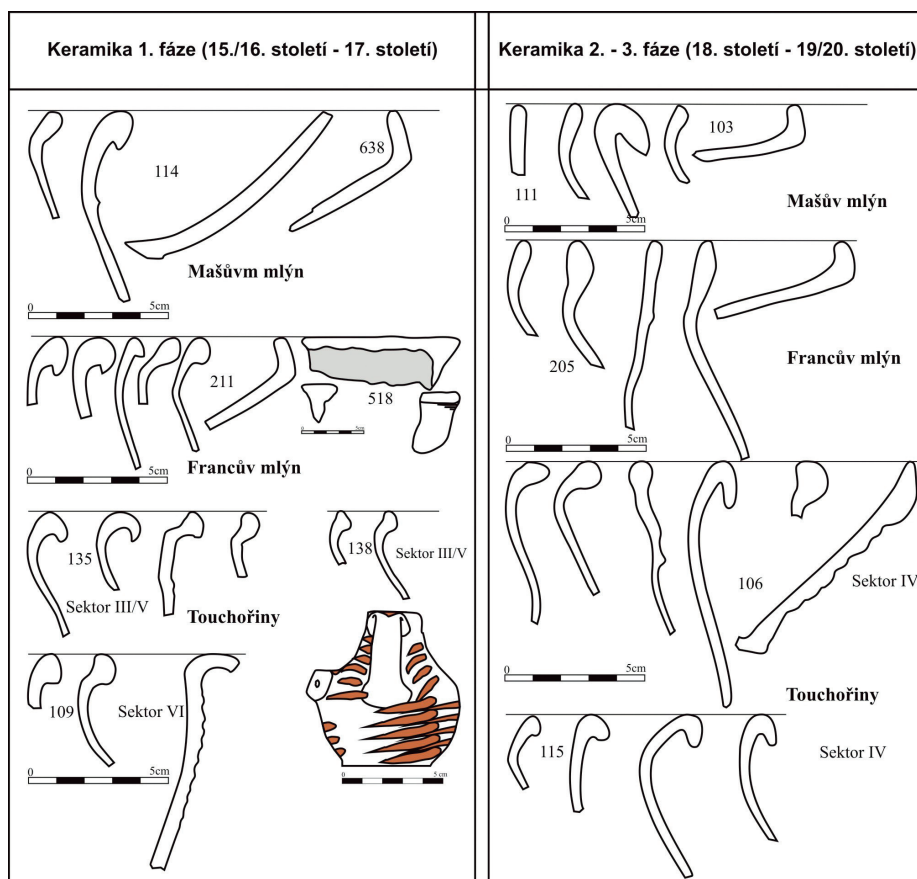 Keramika 1. fáze (15./16. století - 17. století)
114
638
Mašůvm mlýn
0 5cm
211
518
0 5cm
Francův mlýn
0 5cm
135
Sektor III/V
138
Sektor III/V
Touchořiny
109
Sektor VI
0 5cm
0 5 cm
Keramika 2. - 3. fáze (18. století - 19/20. století)
103
111
Mašův mlýn
0 5cm
205
Francův mlýn
0 5cm
106
Sektor IV
0 5cm
Touchořiny
115
Sektor IV